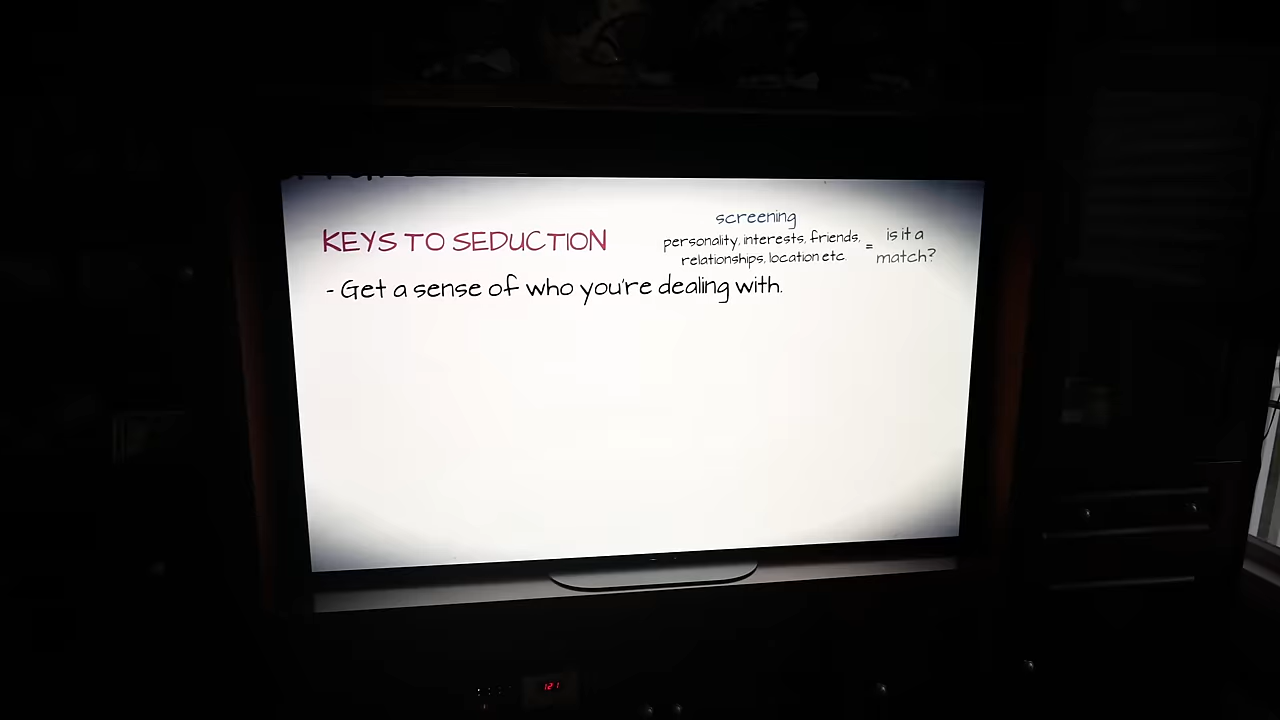 KEYS TO SEDUCTION
screening
personality, interests, friends,
relationships, location etc
= is it a
match?
- Get a sense of who you're dealing with.
121